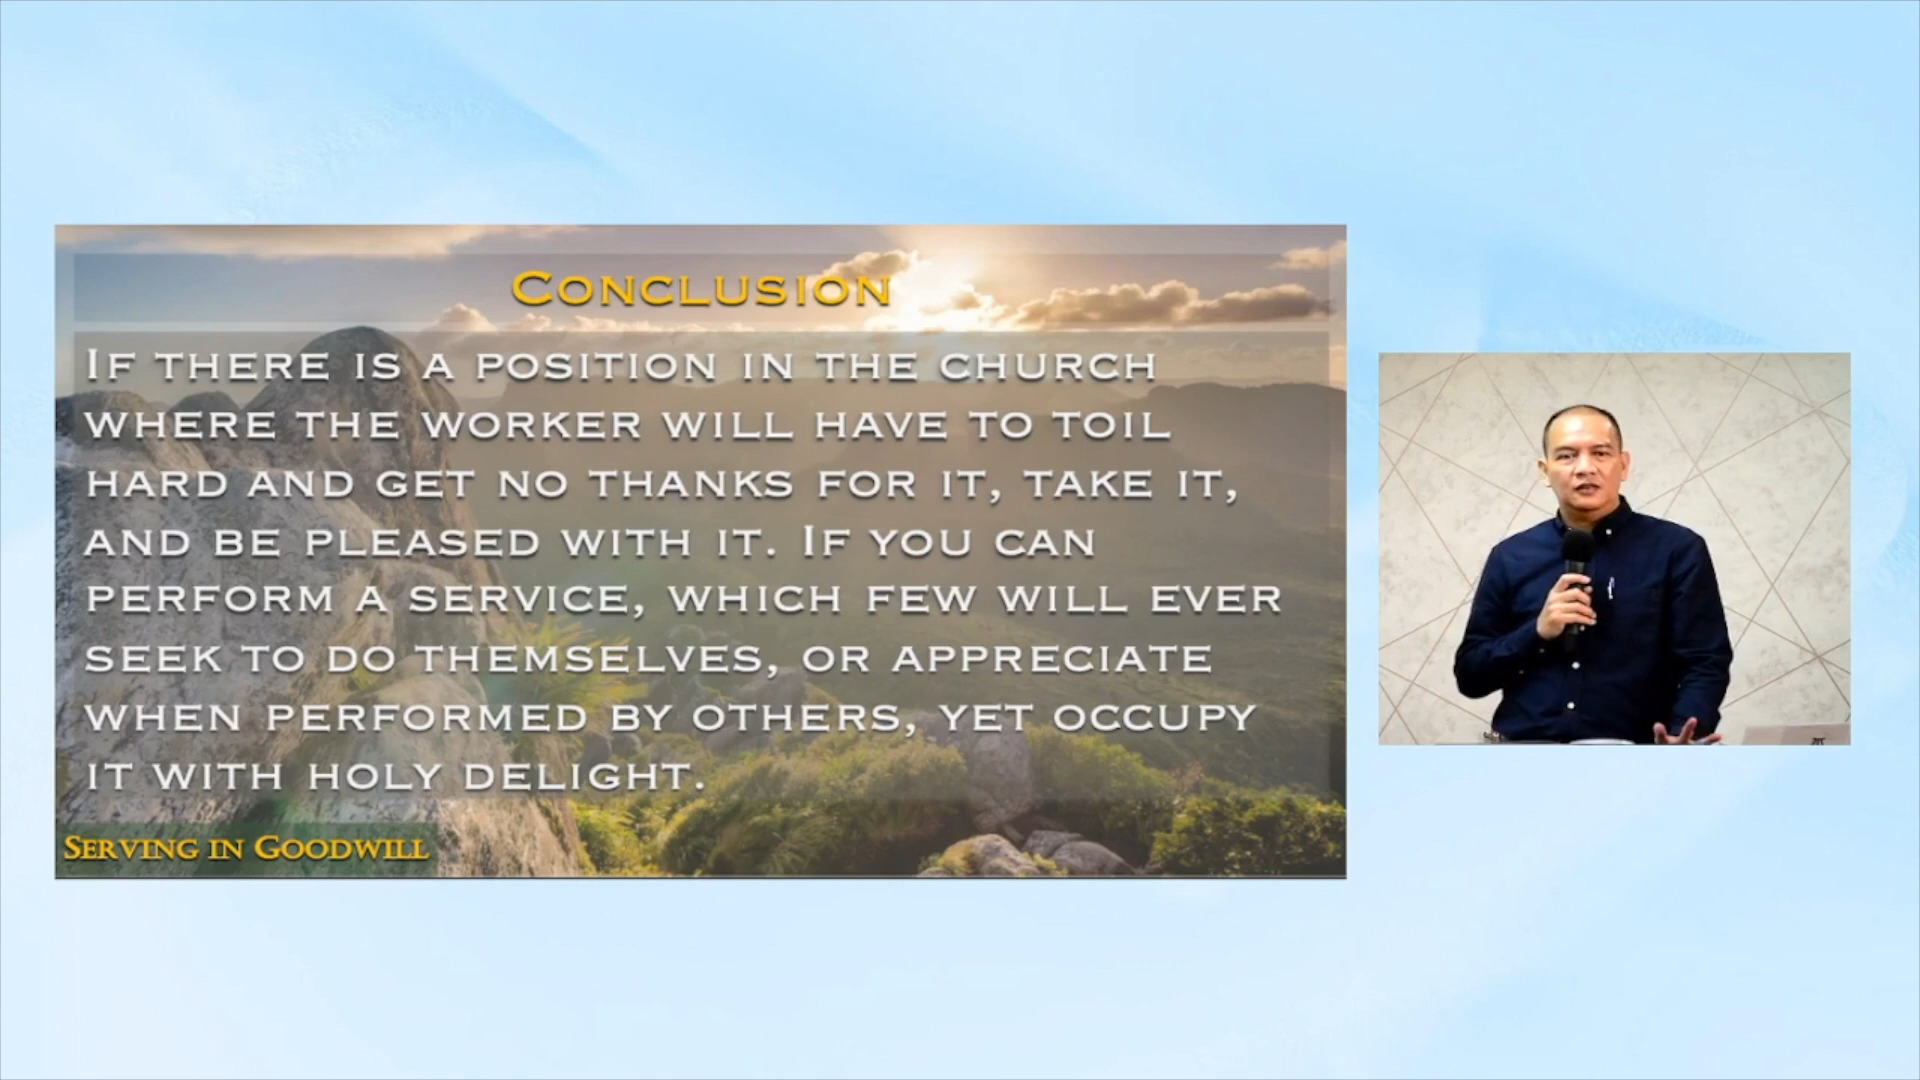 Conclusion
If there is a position in the church
where the worker will have to toil
hard and get no thanks for it, take it,
and be pleased with it. If you can
perform a service, which few will ever
seek to do themselves, or appreciate
when performed by others, yet occupy
it with holy delight.
Serving in Goodwill